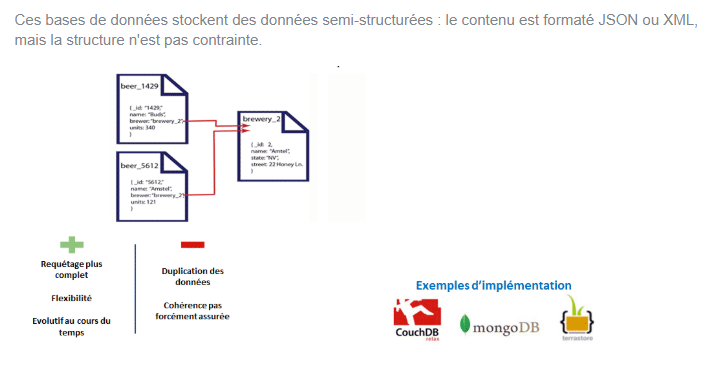 Ces bases de données stockent des données semi-structurées : le contenu est formaté JSON ou XML,
mais la structure n'est pas contrainte.
beer_1429
{ _id: "1429",
name: "Buds",
brewer: "brewery_2",
units: 340
}
beer_5612
{ _id: "5612,"
name: "Amstel",
brewer: "brewery_2"
units: 121
}
brewery_2
{ _id: 2,
name: "Amtel",
state: "NV",
street: 22 Honey Ln.
}
Requétage plus
complet
Flexibilité
Evolutif au cours du
temps
Duplication des
données
Cohérence pas
forcément assurée
Exemples d'implémentation
CouchDB
relax
mongoDB
terrastore